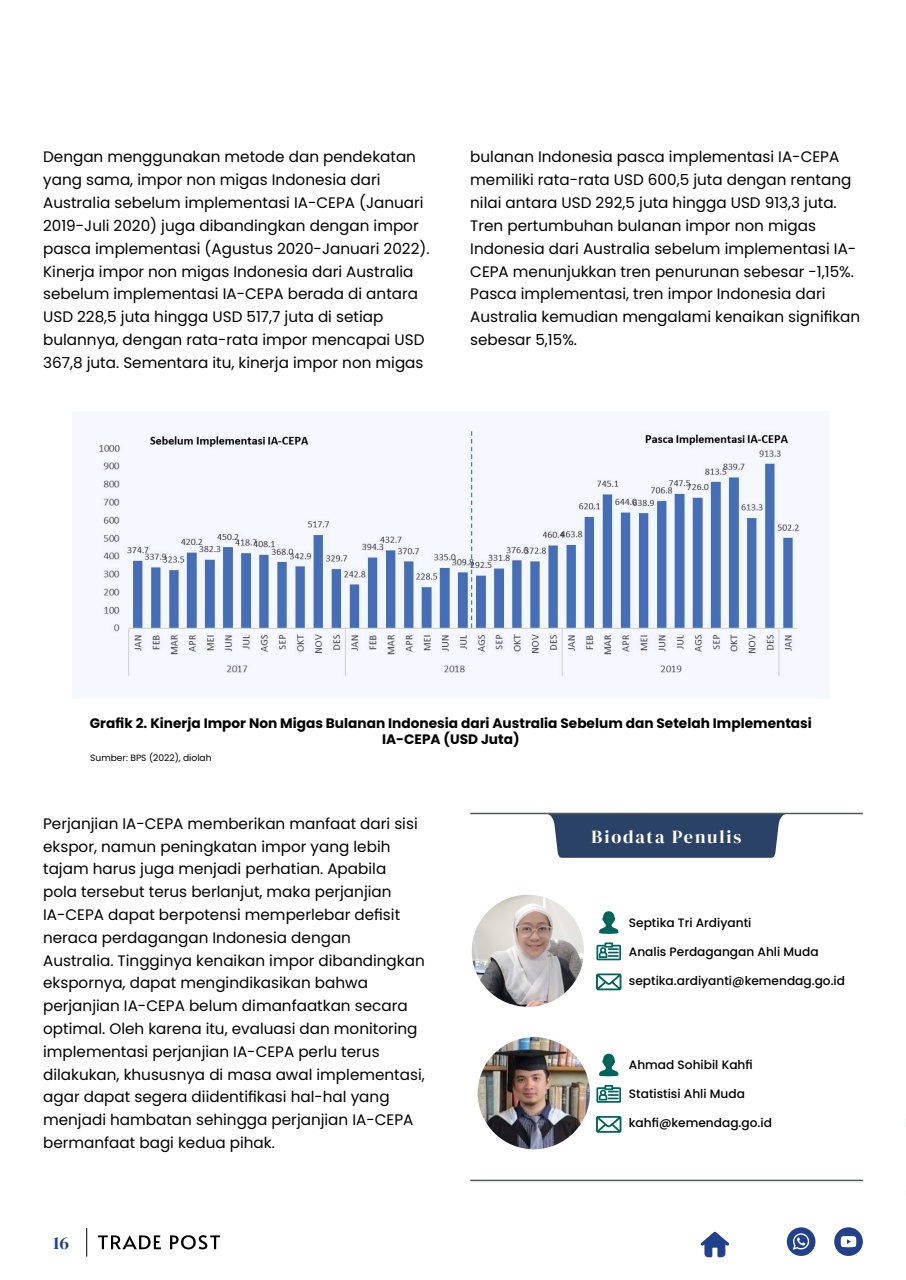 Dengan menggunakan metode dan pendekatan
yang sama, impor non migas Indonesia dari
Australia sebelum implementasi IA-CEPA (Januari
2019-Juli 2020) juga dibandingkan dengan impor
pasca implementasi (Agustus 2020-Januari 2022).
Kinerja impor non migas Indonesia dari Australia
sebelum implementasi IA-CEPA berada di antara
USD 228,5 juta hingga USD 517,7 juta di setiap
bulannya, dengan rata-rata impor mencapai USD
367,8 juta. Sementara itu, kinerja impor non migas
bulanan Indonesia pasca implementasi IA-CEPA
memiliki rata-rata USD 600,5 juta dengan rentang
nilai antara USD 292,5 juta hingga USD 913,3 juta.
Tren pertumbuhan bulanan impor non migas
Indonesia dari Australia sebelum implementasi IA-
CEPA menunjukkan tren penurunan sebesar -1,15%.
Pasca implementasi, tren impor Indonesia dari
Australia kemudian mengalami kenaikan signifikan
sebesar 5,15%.
Sebelum Implementasi IA-CEPA
Pasca Implementasi IA-CEPA
1000
900
800
700
600
500
400
300
200
100
0
374.7 337.9 323.5 420.2 382.3 450.2 418.7 408.1 368.0 342.9 517.7 329.7 242.8 394.3 432.7 370.7 228.5 335.0 309.8 292.5 331.8 376.6 372.8 460.4 463.8 620.1 745.1 644.6 638.9 706.8 747.5 726.0 813.5 839.7 613.3 913.3 502.2
JAN FEB MAR APR MEI JUN JUL AGS SEP OKT NOV DES JAN FEB MAR APR MEI JUN JUL AGS SEP OKT NOV DES JAN FEB MAR APR MEI JUN JUL AGS SEP OKT NOV DES JAN
2017 2018 2019
Grafik 2. Kinerja Impor Non Migas Bulanan Indonesia dari Australia Sebelum dan Setelah Implementasi
IA-CEPA (USD Juta)
Sumber: BPS (2022), diolah
Perjanjian IA-CEPA memberikan manfaat dari sisi
ekspor, namun peningkatan impor yang lebih
tajam harus juga menjadi perhatian. Apabila
pola tersebut terus berlanjut, maka perjanjian
IA-CEPA dapat berpotensi memperlebar defisit
neraca perdagangan Indonesia dengan
Australia. Tingginya kenaikan impor dibandingkan
ekspornya, dapat mengindikasikan bahwa
perjanjian IA-CEPA belum dimanfaatkan secara
optimal. Oleh karena itu, evaluasi dan monitoring
implementasi perjanjian IA-CEPA perlu terus
dilakukan, khususnya di masa awal implementasi,
agar dapat segera diidentifikasi hal-hal yang
menjadi hambatan sehingga perjanjian IA-CEPA
bermanfaat bagi kedua pihak.
Biodata Penulis
Septika Tri Ardiyanti
Analis Perdagangan Ahli Muda
septika.ardiyanti@kemendag.go.id
Ahmad Sohibil Kahfi
Statistisi Ahli Muda
kahfi@kemendag.go.id
16
TRADE POST